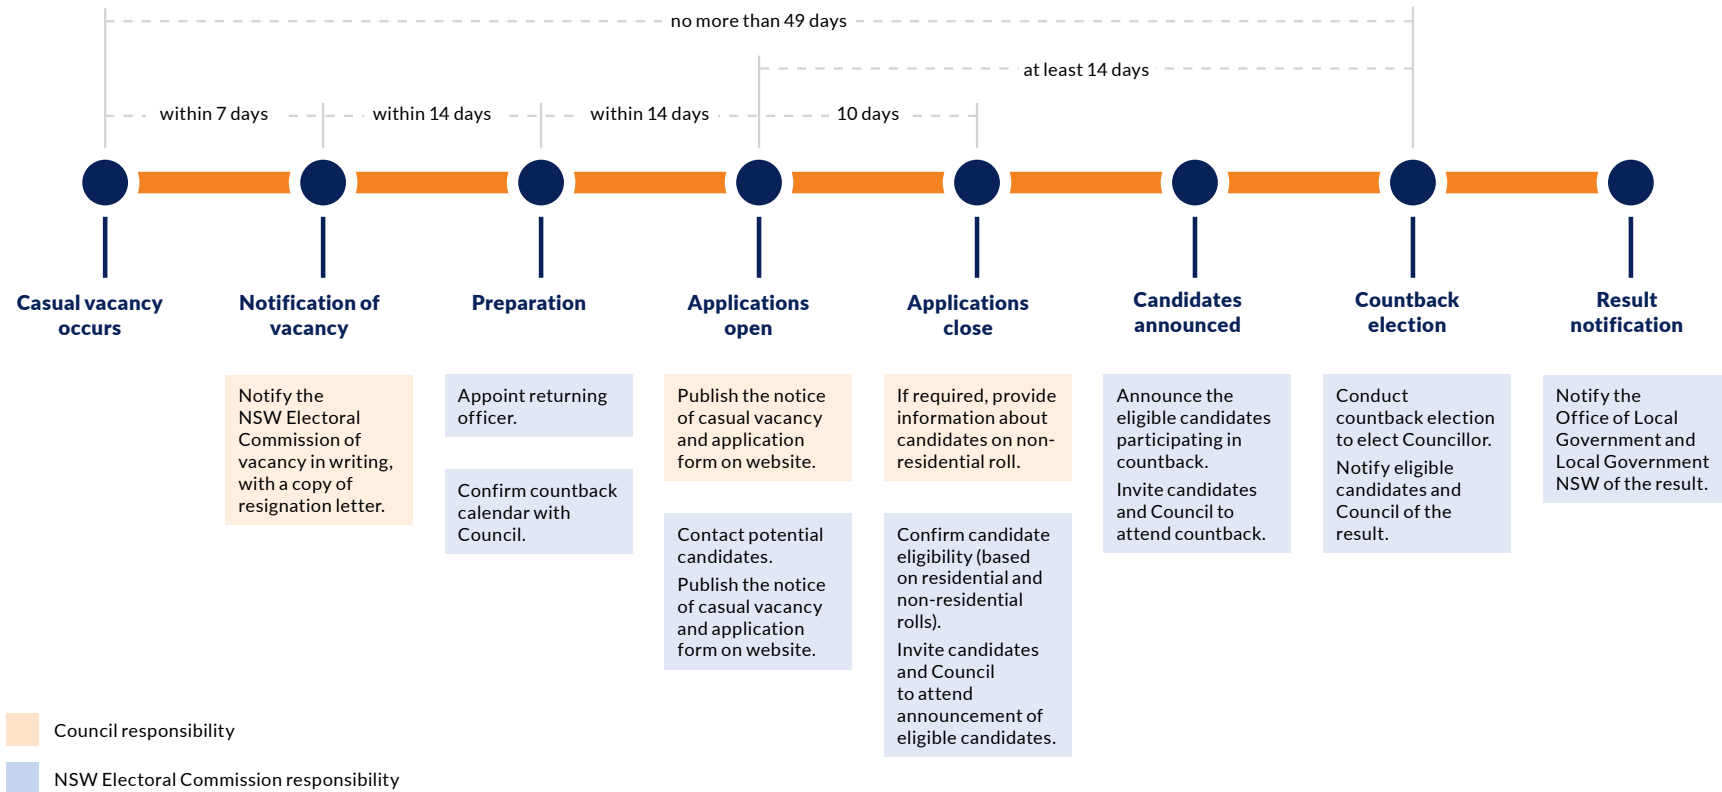 no more than 49 days
at least 14 days
within 7 days
within 14 days
within 14 days
10 days
Casual vacancy
occurs
Notification of
vacancy
Preparation
Applications
open
Applications
close
Candidates
announced
Countback
election
Result
notification
Notify the
NSW Electoral
Commission of
vacancy in writing,
with a copy of
resignation letter.
Appoint returning
officer.
Confirm countback
calendar with
Council.
Publish the notice
of casual vacancy
and application
form on website.
Contact potential
candidates.
Publish the notice
of casual vacancy
and application
form on website.
If required, provide
information about
candidates on non-
residential roll.
Confirm candidate
eligibility (based
on residential and
non-residential
rolls).
Invite candidates
and Council
to attend
announcement of
eligible candidates.
Announce the
eligible candidates
participating in
countback.
Invite candidates
and Council to
attend countback.
Conduct
countback election
to elect Councillor.
Notify eligible
candidates and
Council of the
result.
Notify the
Office of Local
Government and
Local Government
NSW of the result.
Council responsibility
NSW Electoral Commission responsibility